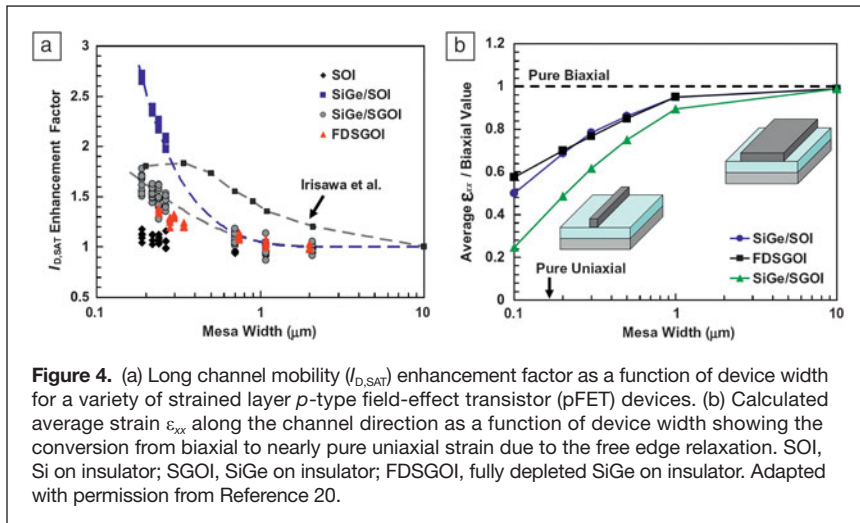 a
3
2.5
2
1.5
1
0.5
I_D,SAT Enhancement Factor
SOI
SiGe/SOI
SiGe/SGOI
FDSGOI
Irisawa et al.
0.1
1
10
Mesa Width (μm)
b
1.2
1
0.8
0.6
0.4
0.2
0
Average ε_xx / Biaxial Value
Pure Biaxial
Pure Uniaxial
SiGe/SOI
FDSGOI
SiGe/SGOI
0.1
1
10
Mesa Width (μm)
Figure 4. (a) Long channel mobility (I_D,SAT) enhancement factor as a function of device width
for a variety of strained layer p-type field-effect transistor (pFET) devices. (b) Calculated
average strain ε_xx along the channel direction as a function of device width showing the
conversion from biaxial to nearly pure uniaxial strain due to the free edge relaxation. SOI,
Si on insulator; SGOI, SiGe on insulator; FDSGOI, fully depleted SiGe on insulator. Adapted
with permission from Reference 20.